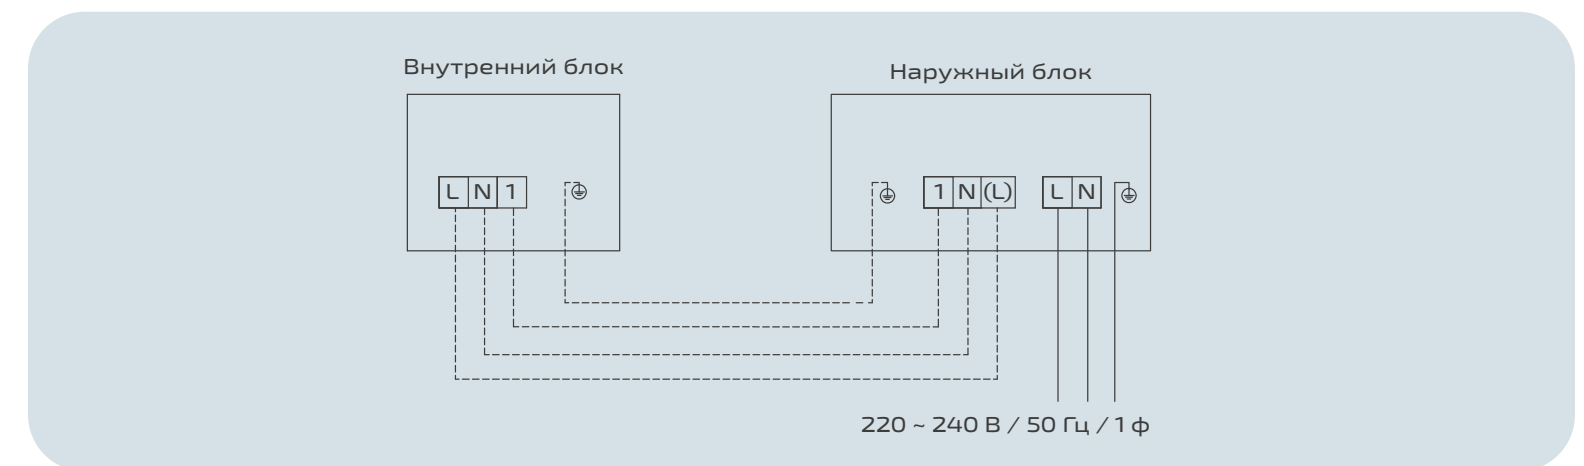 Внутренний блок
Наружный блок
L N 1
1 N (L)
L N
220 ~ 240 В / 50 Гц / 1 ф